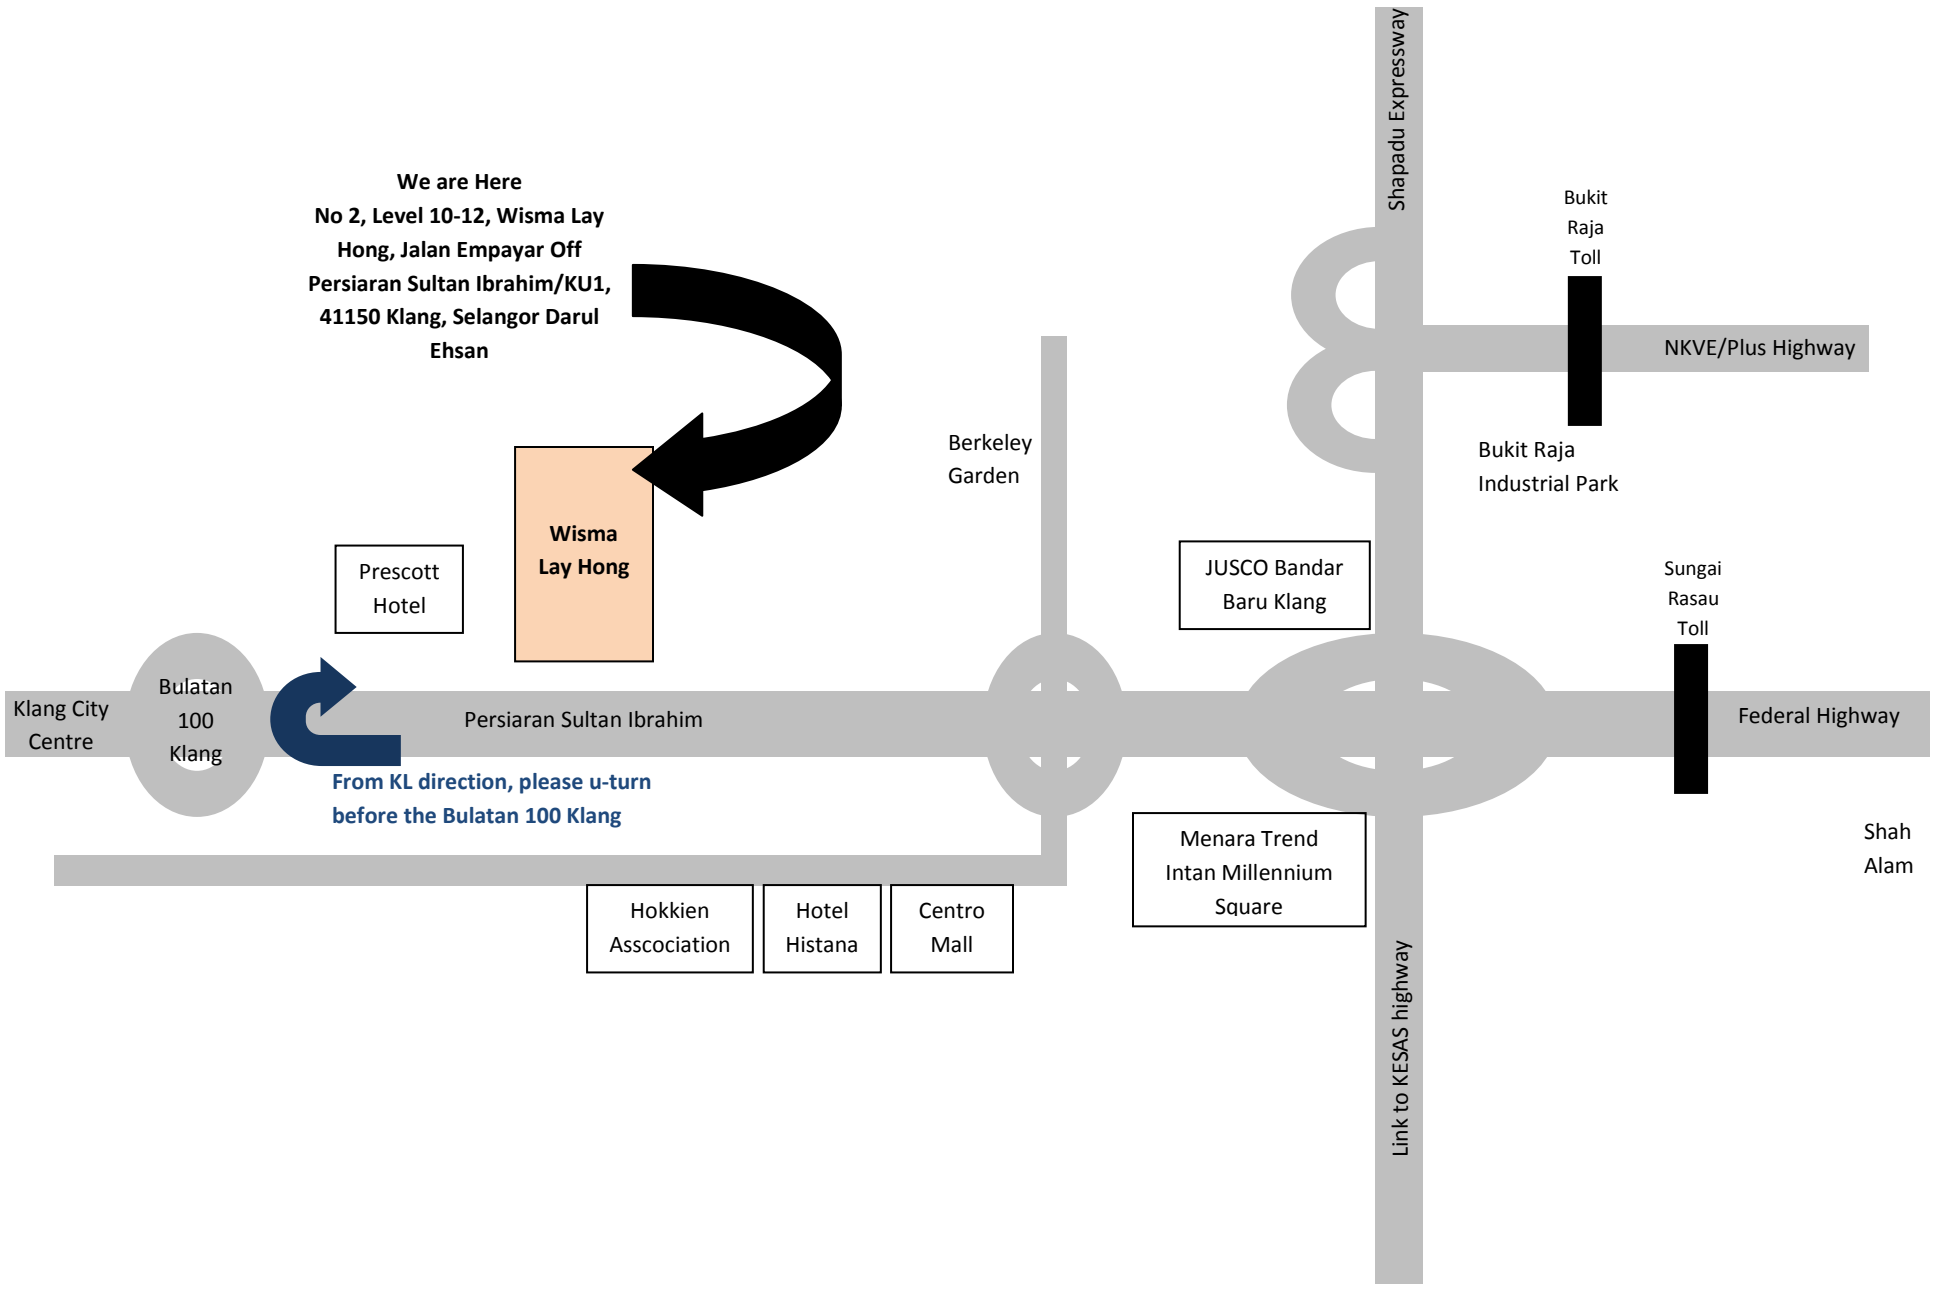 Shapadu Expressway
We are Here
No 2, Level 10-12, Wisma Lay
Hong, Jalan Empayar Off
Persiaran Sultan Ibrahim/KU1,
41150 Klang, Selangor Darul
Ehsan
Bukit
Raja
Toll
NKVE/Plus Highway
Berkeley
Garden
Bukit Raja
Industrial Park
Wisma
Lay Hong
Prescott
Hotel
JUSCO Bandar
Baru Klang
Sungai
Rasau
Toll
Klang City
Centre
Bulatan
100
Klang
Persiaran Sultan Ibrahim
Federal Highway
From KL direction, please u-turn
before the Bulatan 100 Klang
Menara Trend
Intan Millennium
Square
Shah
Alam
Hokkien
Asscociation
Hotel
Histana
Centro
Mall
Link to KESAS highway